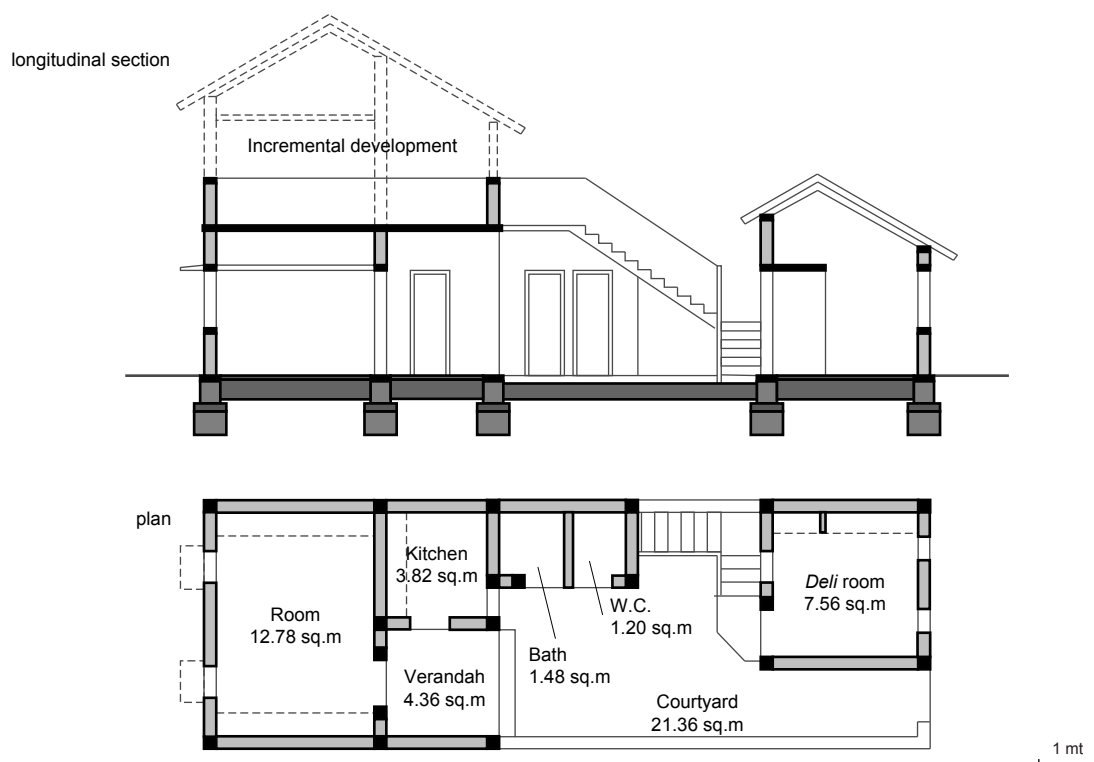 longitudinal section
Incremental development
plan
Kitchen
3.82 sq.m
Room
12.78 sq.m
Verandah
4.36 sq.m
Bath
1.48 sq.m
W.C.
1.20 sq.m
Courtyard
21.36 sq.m
Deli room
7.56 sq.m
1 mt